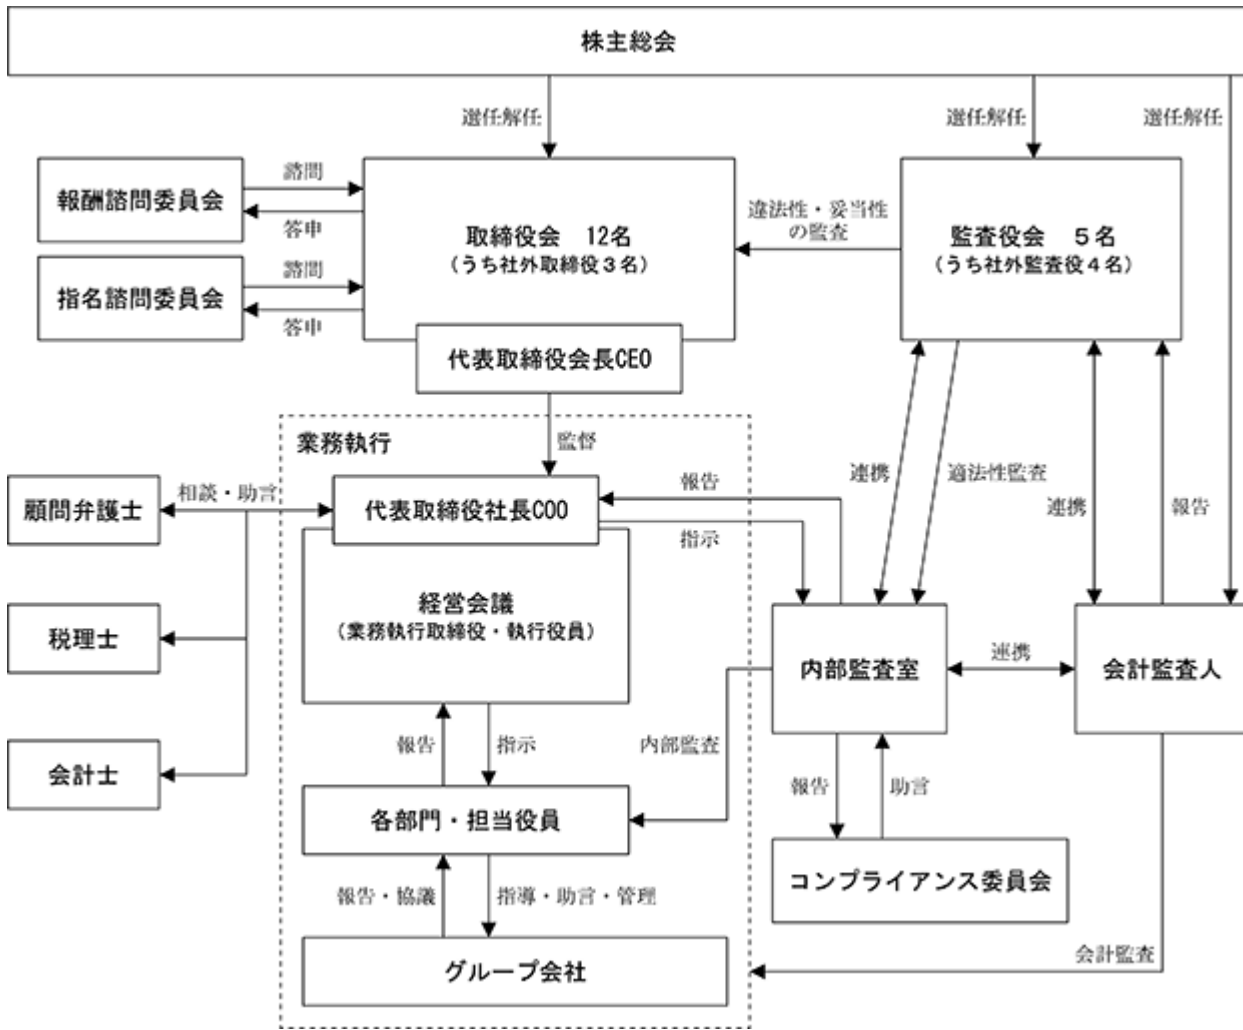 株主総会
選任解任
選任解任
選任解任
報酬諮問委員会
諮問
答申
取締役会 12名
(うち社外取締役3名)
違法性・妥当性
の監査
監査役会 5名
(うち社外監査役4名)
指名諮問委員会
諮問
答申
代表取締役会長CEO
監督
業務執行
顧問弁護士
相談・助言
代表取締役社長COO
報告
指示
連携
適法性監査
連携
報告
経営会議
(業務執行取締役・執行役員)
税理士
内部監査室
連携
会計監査人
会計士
報告
指示
内部監査
報告
助言
各部門・担当役員
コンプライアンス委員会
報告・協議
指導・助言・管理
会計監査
グループ会社